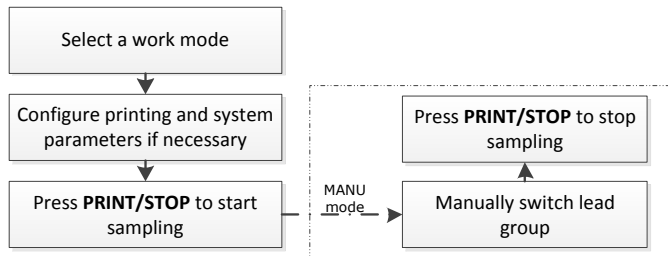 Select a work mode
Configure printing and system
parameters if necessary
Press PRINT/STOP to start
sampling
MANU
mode
Manually switch lead
group
Press PRINT/STOP to stop
sampling